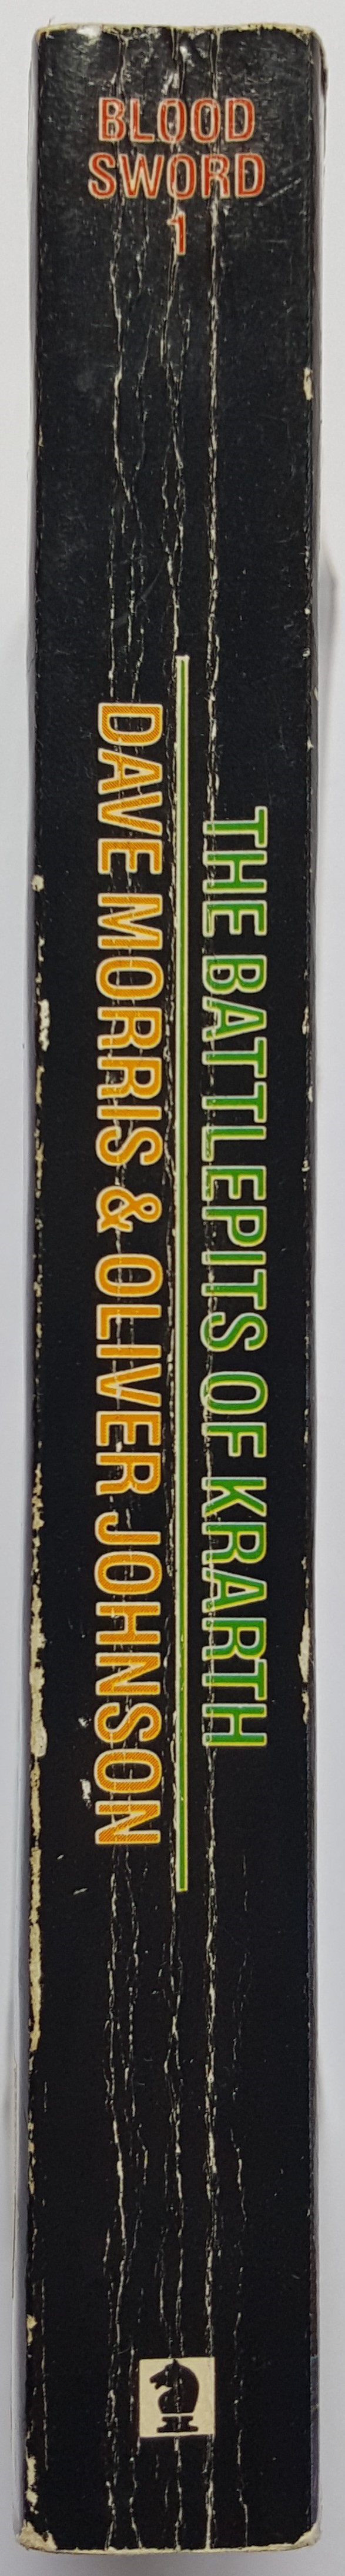 BLOOD
SWORD
1
THE BATTLEPITS OF KRARTH
DAVE MORRIS & OLIVER JOHNSON